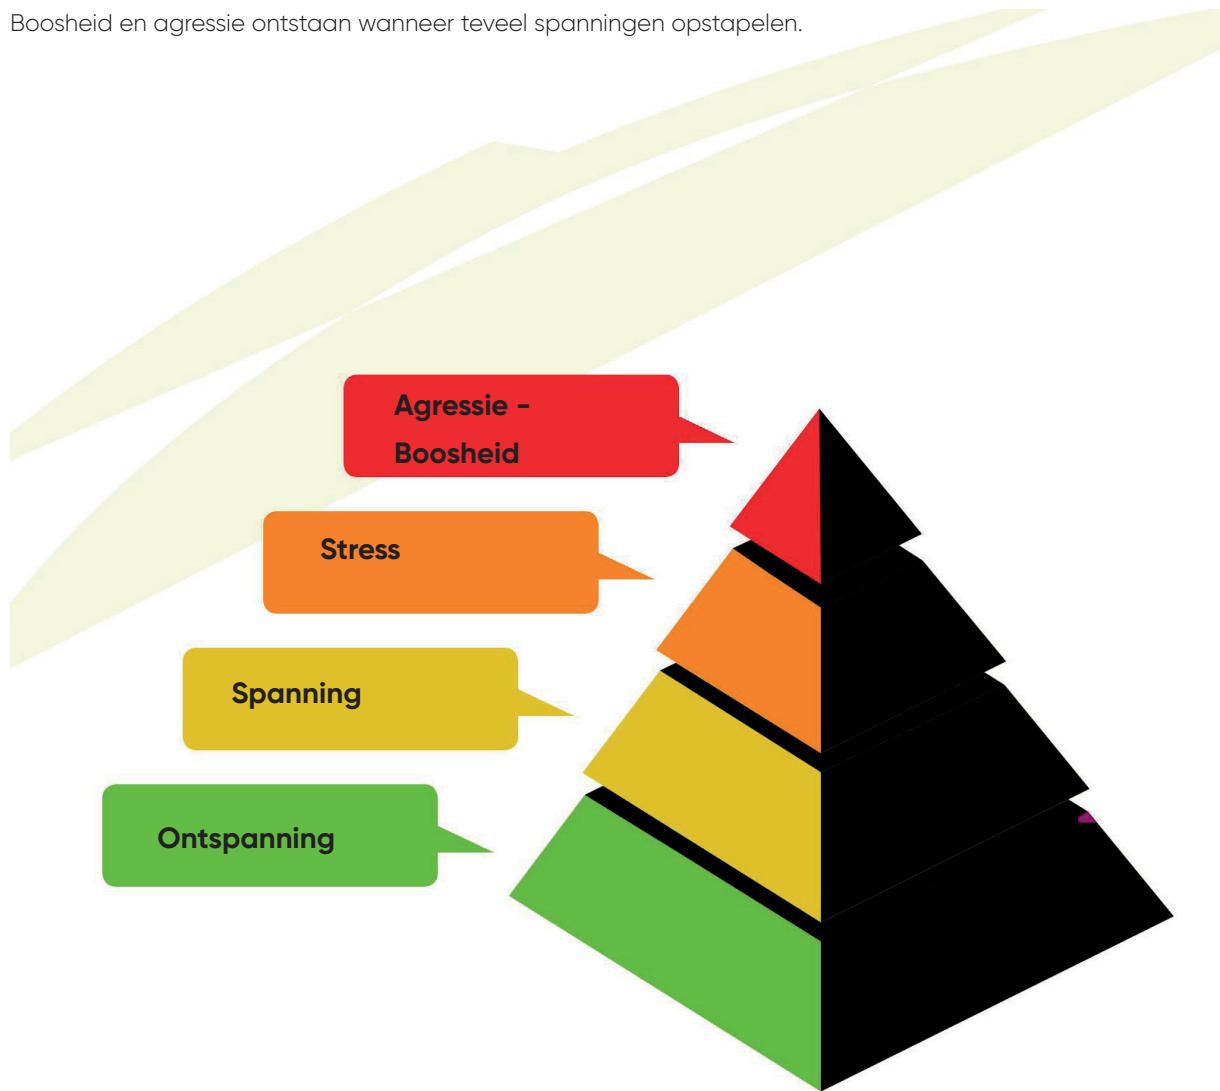 Boosheid en agressie ontstaan wanneer teveel spanningen opstapelen.
Agressie -
Boosheid
Stress
Spanning
Ontspanning